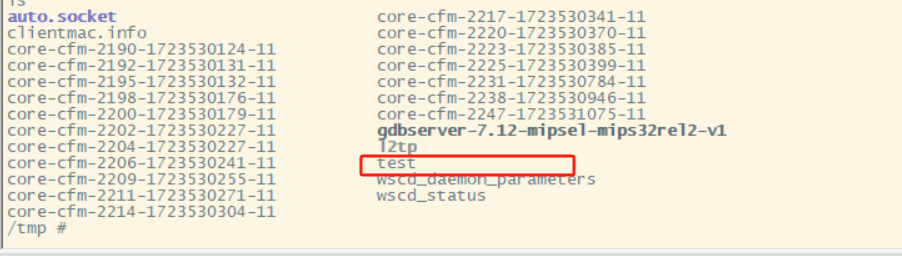 ls
auto.socket core-cfm-2217-1723530341-11
clientmac.info core-cfm-2220-1723530370-11
core-cfm-2190-1723530124-11 core-cfm-2223-1723530385-11
core-cfm-2192-1723530131-11 core-cfm-2225-1723530399-11
core-cfm-2195-1723530132-11 core-cfm-2231-1723530784-11
core-cfm-2198-1723530176-11 core-cfm-2238-1723530946-11
core-cfm-2200-1723530179-11 core-cfm-2247-1723531075-11
core-cfm-2202-1723530227-11 gdbserver-7.12-mipsel-mips32rel2-v1
core-cfm-2204-1723530227-11 l2tp
core-cfm-2206-1723530241-11 test
core-cfm-2209-1723530255-11 wscd_daemon_parameters
core-cfm-2211-1723530271-11 wscd_status
core-cfm-2214-1723530304-11
/tmp #